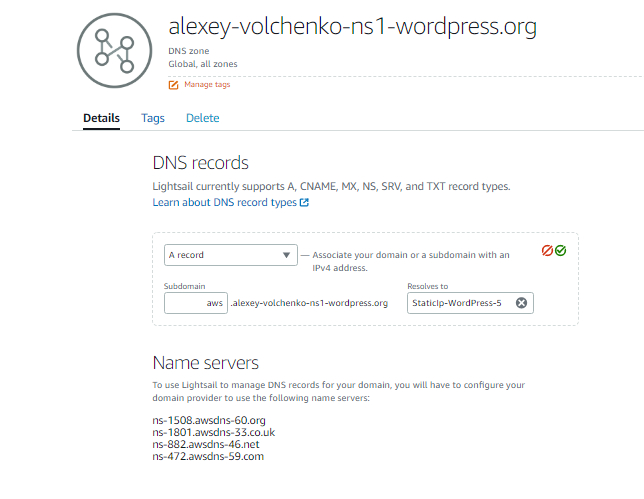 alexey-volchenko-ns1-wordpress.org
DNS zone
Global, all zones
Manage tags
Details Tags Delete
DNS records
Lightsail currently supports A, CNAME, MX, NS, SRV, and TXT record types.
Learn about DNS record types
A record — Associate your domain or a subdomain with an
IPv4 address.
Subdomain Resolves to
aws .alexey-volchenko-ns1-wordpress.org StaticIp-WordPress-5
Name servers
To use Lightsail to manage DNS records for your domain, you will have to configure your
domain provider to use the following name servers:
ns-1508.awsdns-60.org
ns-1801.awsdns-33.co.uk
ns-882.awsdns-46.net
ns-472.awsdns-59.com